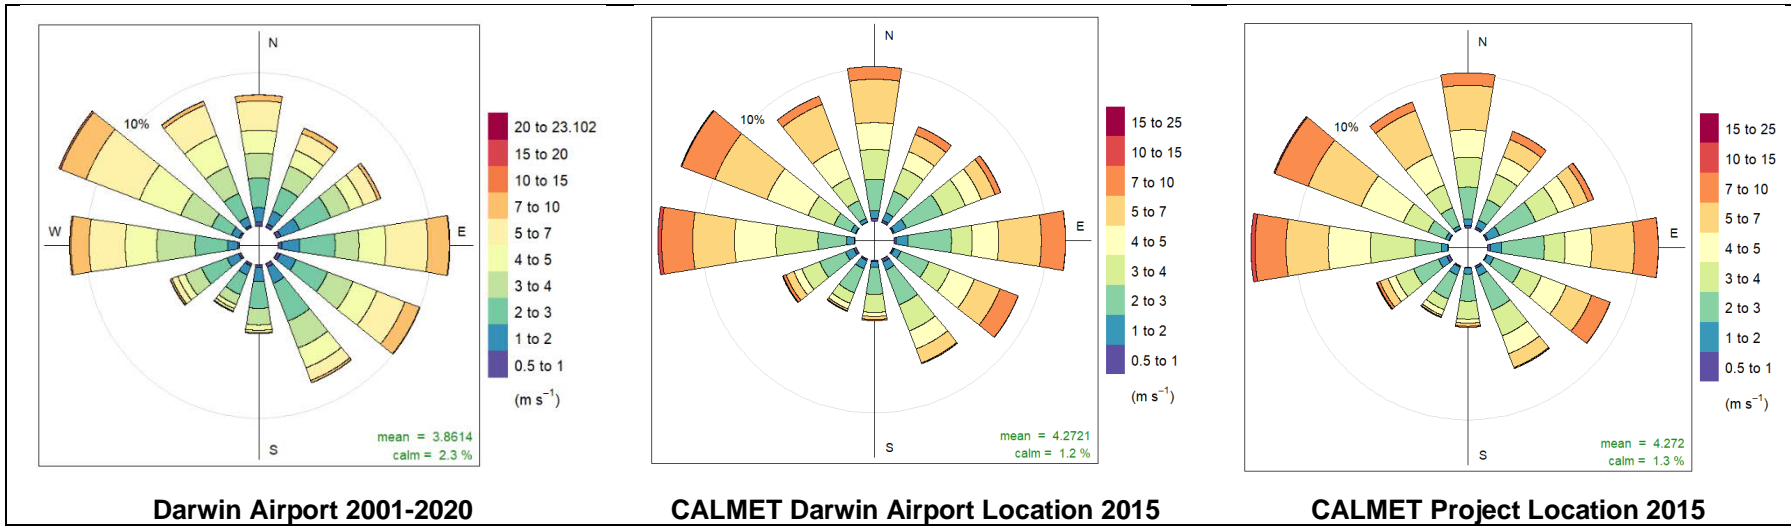 N
10%
W
E
S
20 to 23.102
15 to 20
10 to 15
7 to 10
5 to 7
4 to 5
3 to 4
2 to 3
1 to 2
0.5 to 1
(m s⁻¹)
mean = 3.8614
calm = 2.3 %
Darwin Airport 2001-2020
N
10%
E
S
15 to 25
10 to 15
7 to 10
5 to 7
4 to 5
3 to 4
2 to 3
1 to 2
0.5 to 1
(m s⁻¹)
mean = 4.2721
calm = 1.2 %
CALMET Darwin Airport Location 2015
N
10%
E
S
15 to 25
10 to 15
7 to 10
5 to 7
4 to 5
3 to 4
2 to 3
1 to 2
0.5 to 1
(m s⁻¹)
mean = 4.272
calm = 1.3 %
CALMET Project Location 2015